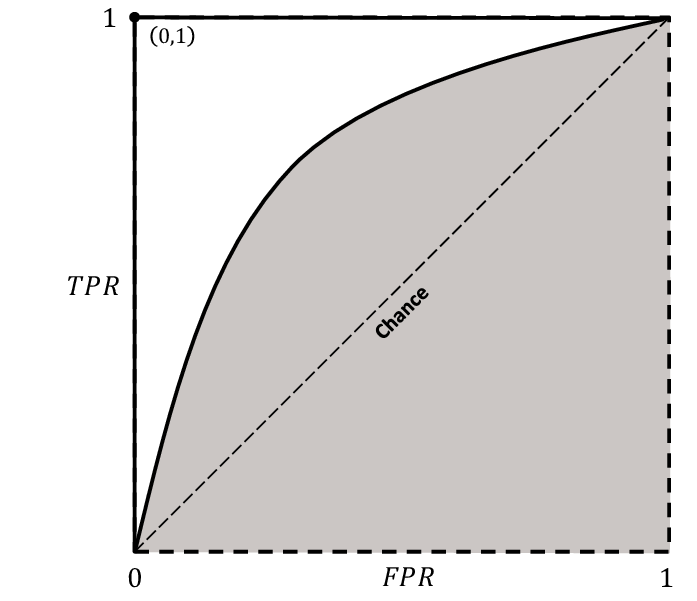 1
(0,1)
TPR
Chance
0
FPR
1